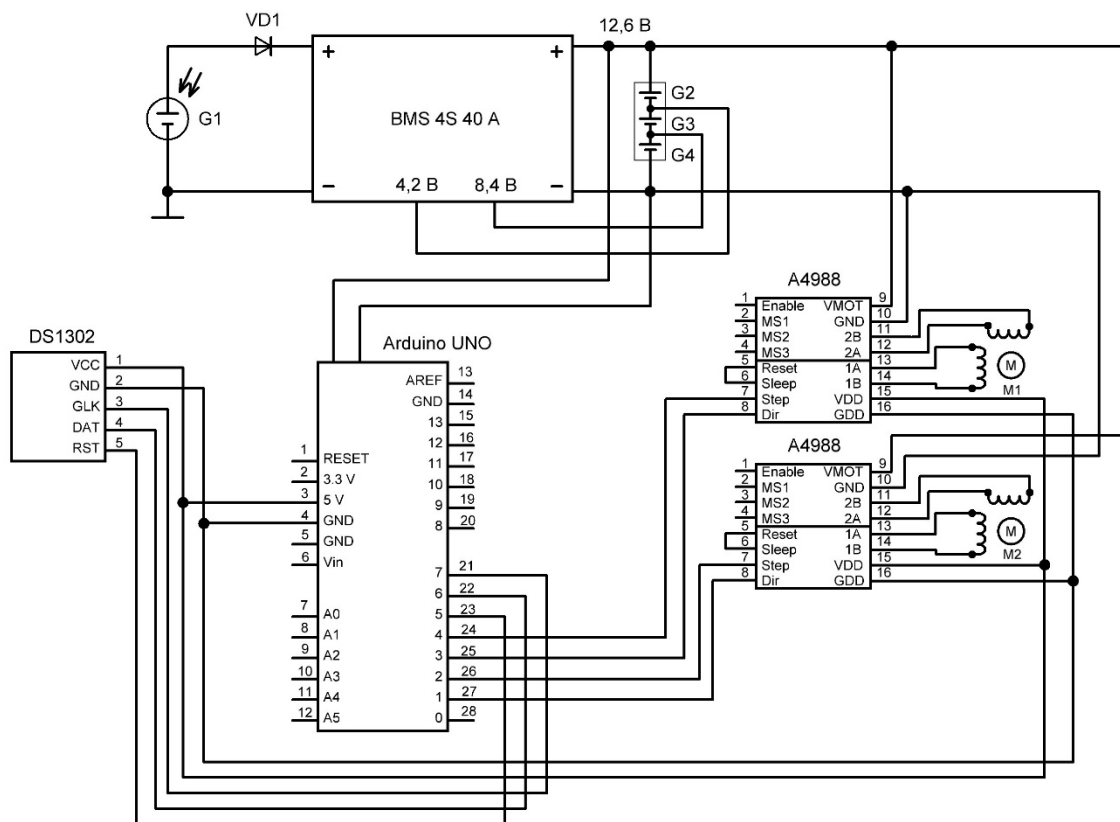 VD1
12,6 В
+
+
G1
BMS 4S 40 A
G2
G3
G4
–
4,2 В
8,4 В
–
A4988
1 Enable VMOT 9
2 MS1 GND 10
3 MS2 2B 11
4 MS3 2A 12
5 Reset 1A 13
6 Sleep 1B 14
7 Step VDD 15
8 Dir GDD 16
M
M1
DS1302
VCC 1
GND 2
GLK 3
DAT 4
RST 5
Arduino UNO
AREF 13
GND 14
13 15
12 16
1 RESET 11 17
2 3.3 V 10 18
3 5 V 9 19
4 GND 8 20
5 GND
6 Vin
7 21
6 22
7 A0 5 23
8 A1 4 24
9 A2 3 25
10 A3 2 26
11 A4 1 27
12 A5 0 28
A4988
1 Enable VMOT 9
2 MS1 GND 10
3 MS2 2B 11
4 MS3 2A 12
5 Reset 1A 13
6 Sleep 1B 14
7 Step VDD 15
8 Dir GDD 16
M
M2